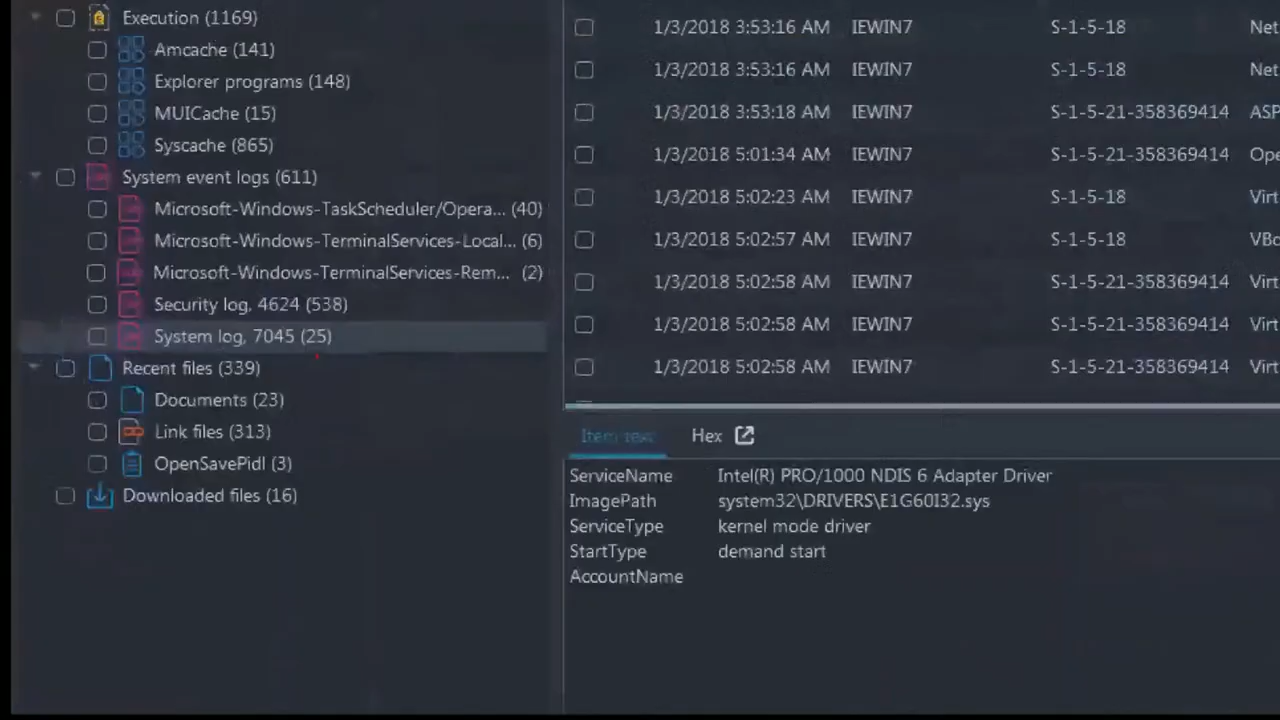 Execution (1169)
Amcache (141)
Explorer programs (148)
MUICache (15)
Syscache (865)
System event logs (611)
Microsoft-Windows-TaskScheduler/Opera... (40)
Microsoft-Windows-TerminalServices-Local... (6)
Microsoft-Windows-TerminalServices-Rem... (2)
Security log, 4624 (538)
System log, 7045 (25)
Recent files (339)
Documents (23)
Link files (313)
OpenSavePidl (3)
Downloaded files (16)
1/3/2018 3:53:16 AM IEWIN7 S-1-5-18 Net
1/3/2018 3:53:16 AM IEWIN7 S-1-5-18 Net
1/3/2018 3:53:18 AM IEWIN7 S-1-5-21-358369414 ASP
1/3/2018 5:01:34 AM IEWIN7 S-1-5-21-358369414 Ope
1/3/2018 5:02:23 AM IEWIN7 S-1-5-18 Virt
1/3/2018 5:02:57 AM IEWIN7 S-1-5-18 VBo
1/3/2018 5:02:58 AM IEWIN7 S-1-5-21-358369414 Virt
1/3/2018 5:02:58 AM IEWIN7 S-1-5-21-358369414 Virt
1/3/2018 5:02:58 AM IEWIN7 S-1-5-21-358369414 Virt
Item text Hex
ServiceName Intel(R) PRO/1000 NDIS 6 Adapter Driver
ImagePath system32\DRIVERS\E1G60I32.sys
ServiceType kernel mode driver
StartType demand start
AccountName